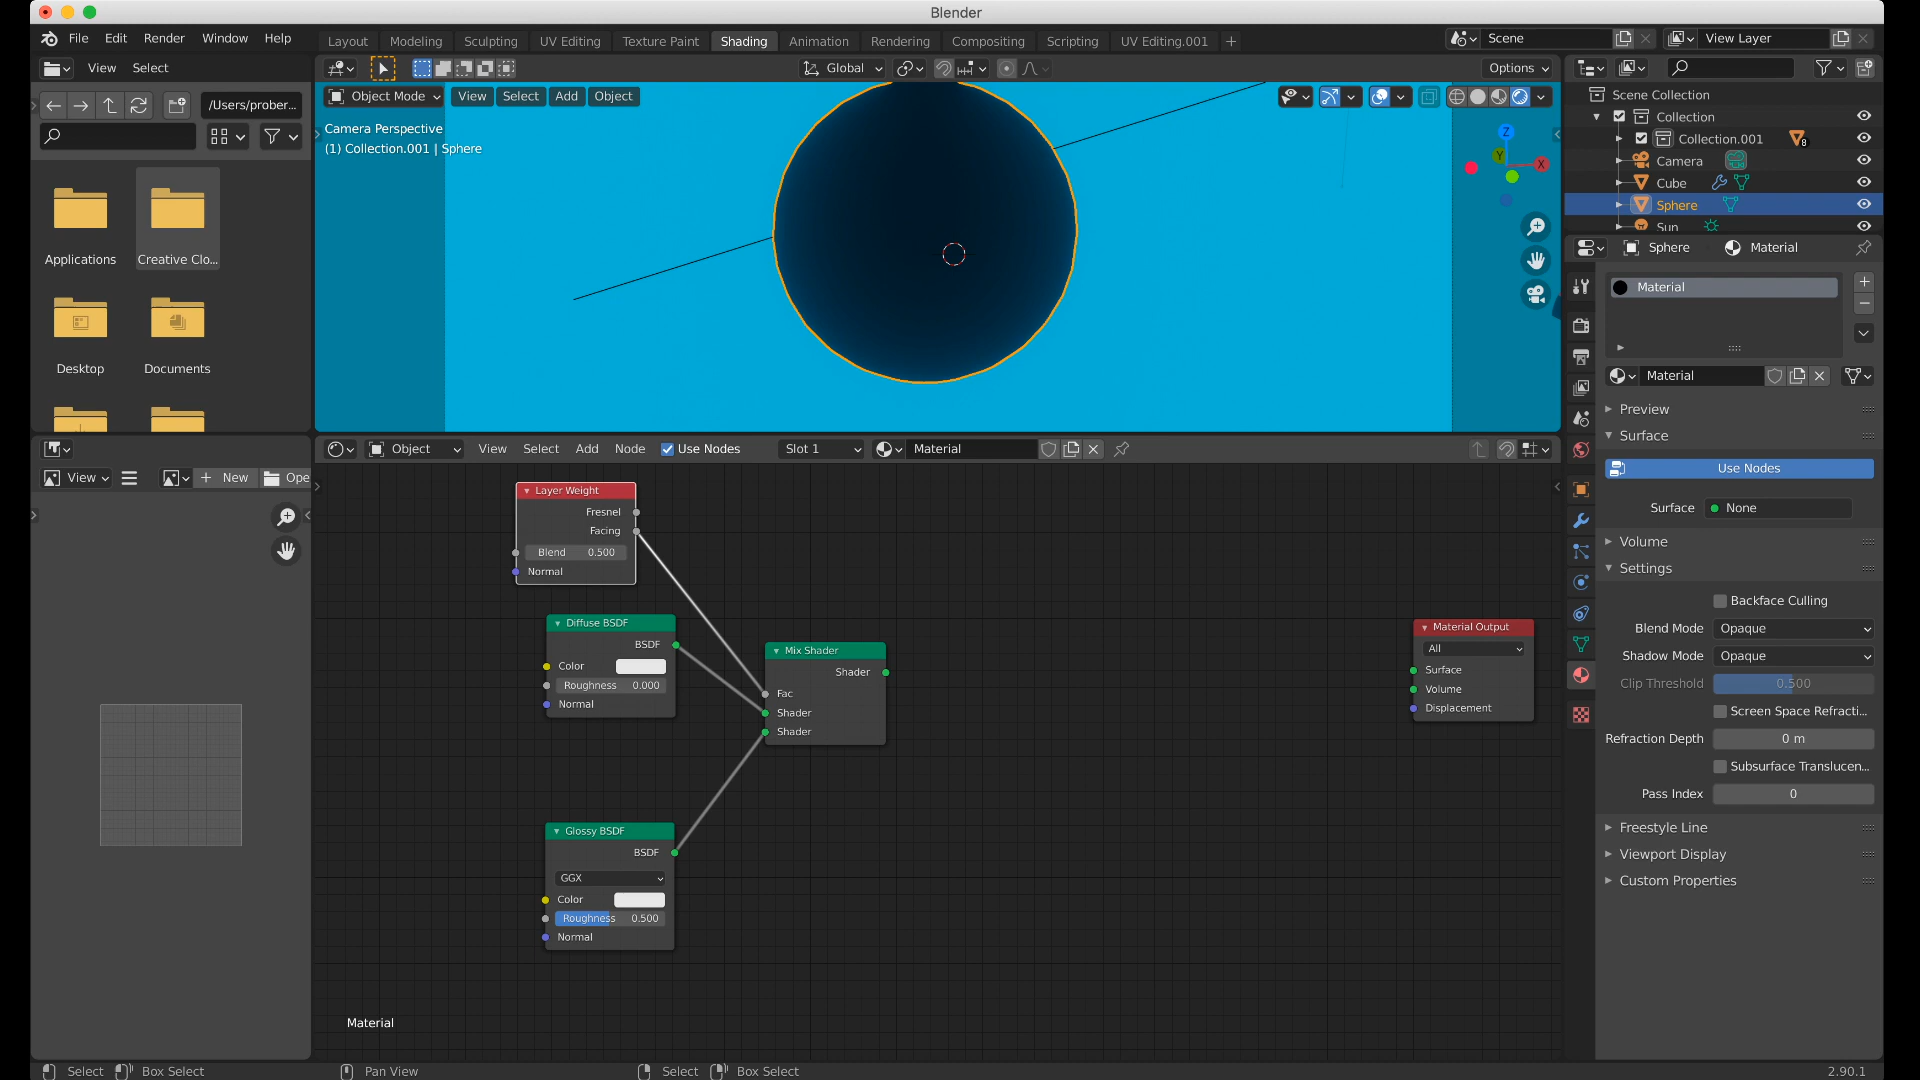 Blender
File Edit Render Window Help
Layout Modeling Sculpting UV Editing Texture Paint Shading Animation Rendering Compositing Scripting UV Editing.001 +
Scene
View Layer
View Select
Global
Options
/Users/prober...
Object Mode View Select Add Object
Camera Perspective
(1) Collection.001 | Sphere
Z
Y
X
Applications
Creative Clo...
Desktop
Documents
Scene Collection
Collection
Collection.001
8
Camera
Cube
Sphere
Sun
Sphere Material
Material
Material
Preview
Surface
Use Nodes
Surface None
Volume
Settings
Backface Culling
Blend Mode Opaque
Shadow Mode Opaque
Clip Threshold 0.500
Screen Space Refracti...
Refraction Depth 0 m
Subsurface Translucen...
Pass Index 0
Freestyle Line
Viewport Display
Custom Properties
View
New
Ope
Object View Select Add Node Use Nodes Slot 1 Material
Layer Weight
Fresnel
Facing
Blend 0.500
Normal
Diffuse BSDF
BSDF
Color
Roughness 0.000
Normal
Mix Shader
Shader
Fac
Shader
Shader
Glossy BSDF
BSDF
GGX
Color
Roughness 0.500
Normal
Material Output
All
Surface
Volume
Displacement
Material
Select Box Select Pan View Select Box Select 2.90.1